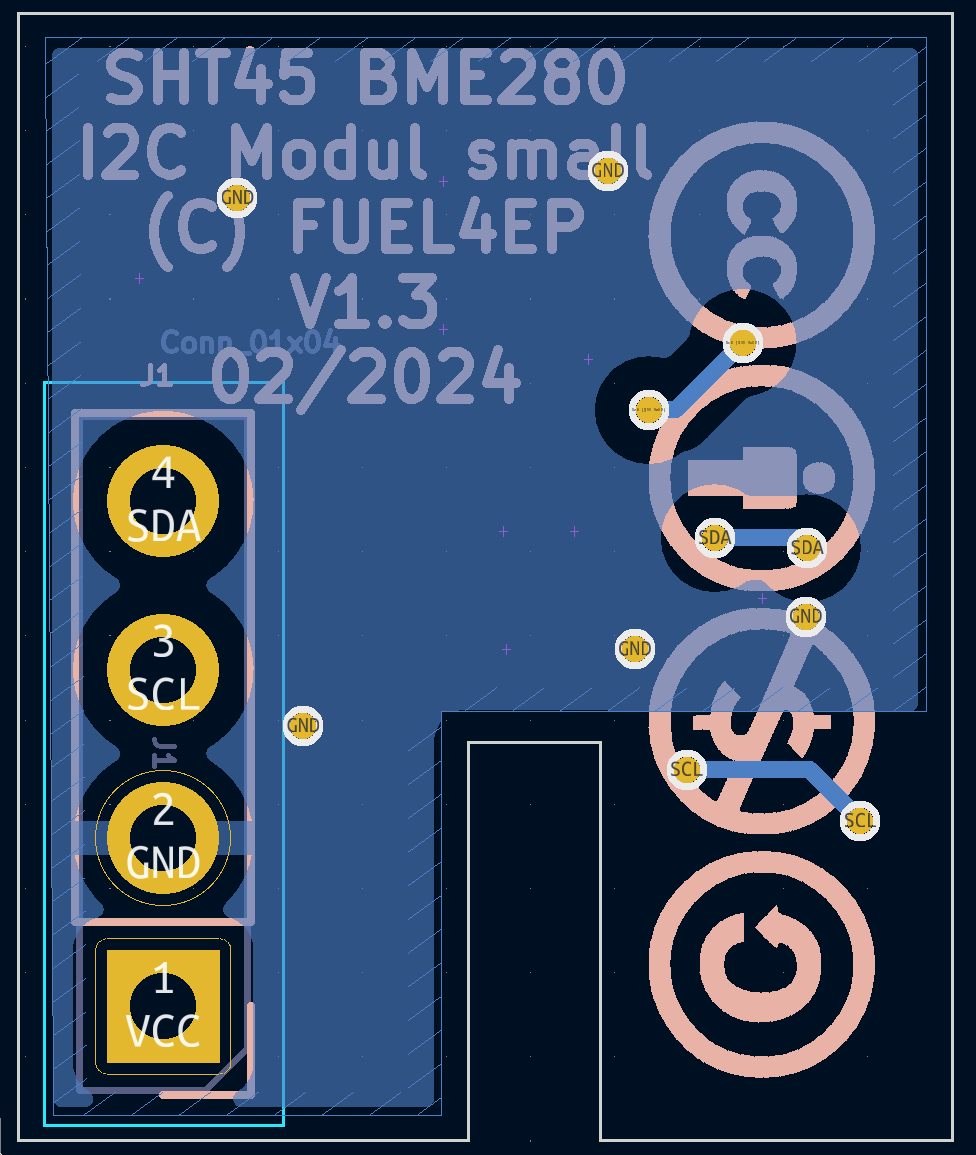 SHT45 BME280
I2C Modul small
GND
GND
(C) FUEL4EP
V1.3
Conn_01x04
J1
02/2024
cc
4
SDA
SDA
SDA
GND
3
SCL
GND
GND
J1
SCL
2
GND
SCL
1
VCC